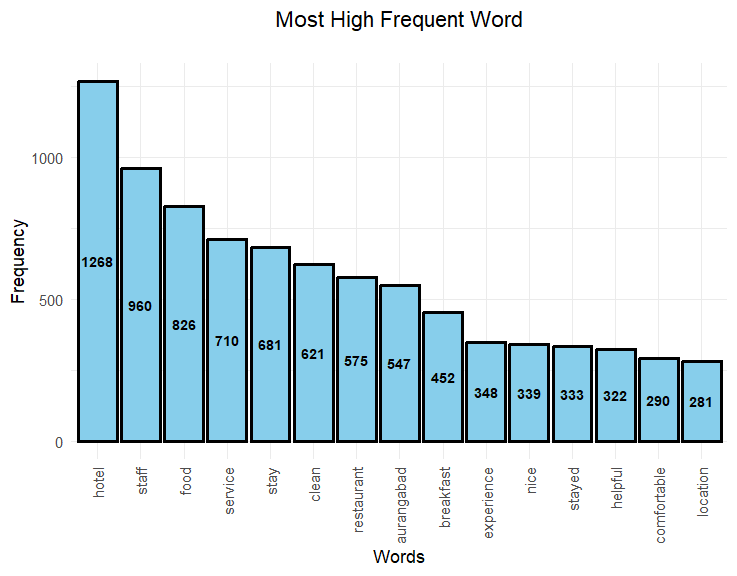 Most High Frequent Word
Frequency
1000
500
0
1268
960
826
710
681
621
575
547
452
348
339
333
322
290
281
hotel
staff
food
service
stay
clean
restaurant
aurangabad
breakfast
experience
nice
stayed
helpful
comfortable
location
Words